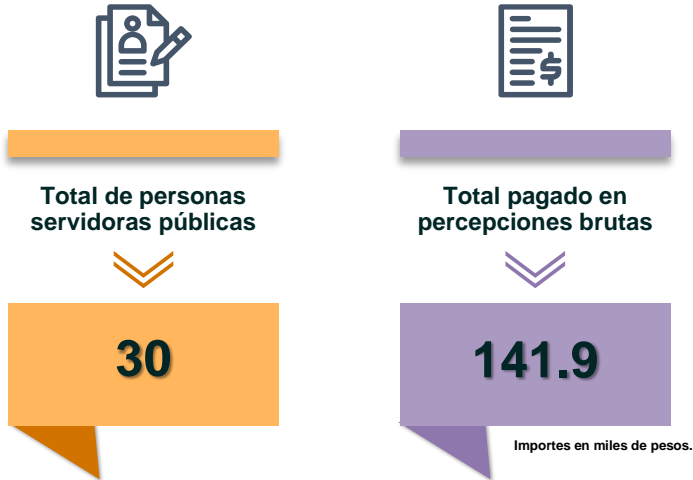 Total de personas
servidoras públicas
30
Total pagado en
percepciones brutas
141.9
Importes en miles de pesos.